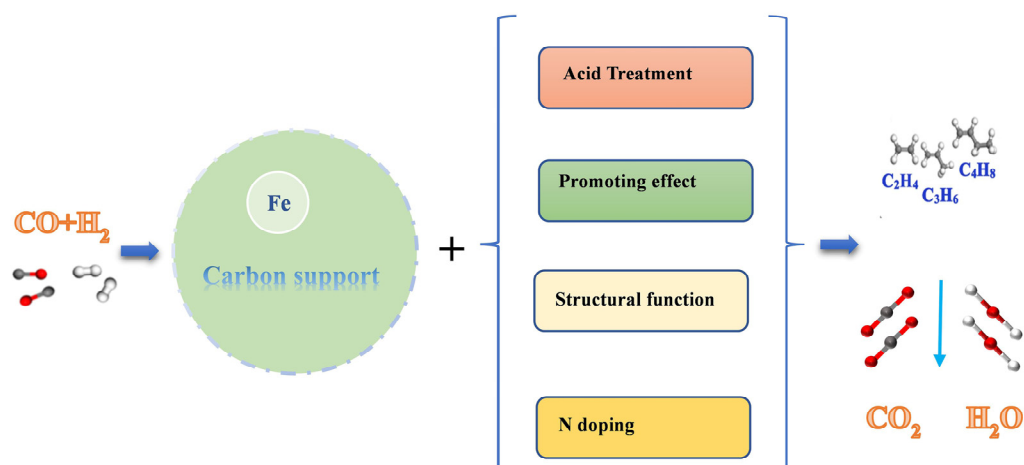 CO+H₂
Fe
Carbon support
+
Acid Treatment
Promoting effect
Structural function
N doping
C₂H₄
C₃H₆
C₄H₈
CO₂
H₂O